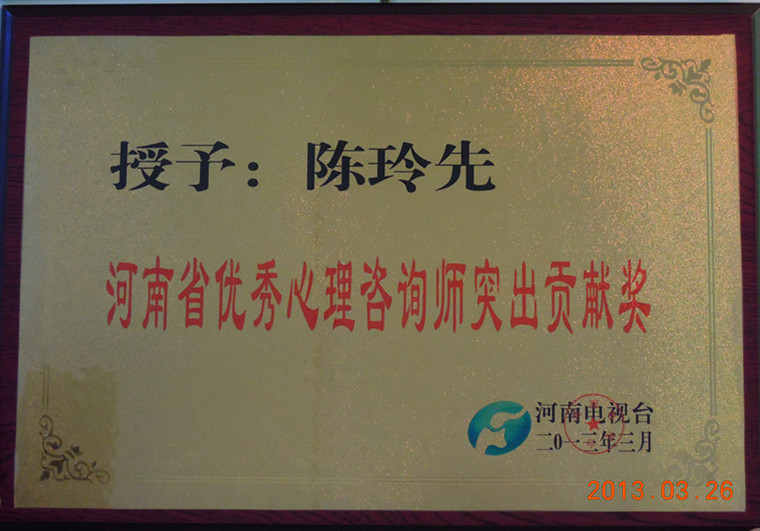 授予：陈玲先
河南省优秀心理咨询师突出贡献奖
河南电视台
二0一三年三月
2013.03.26